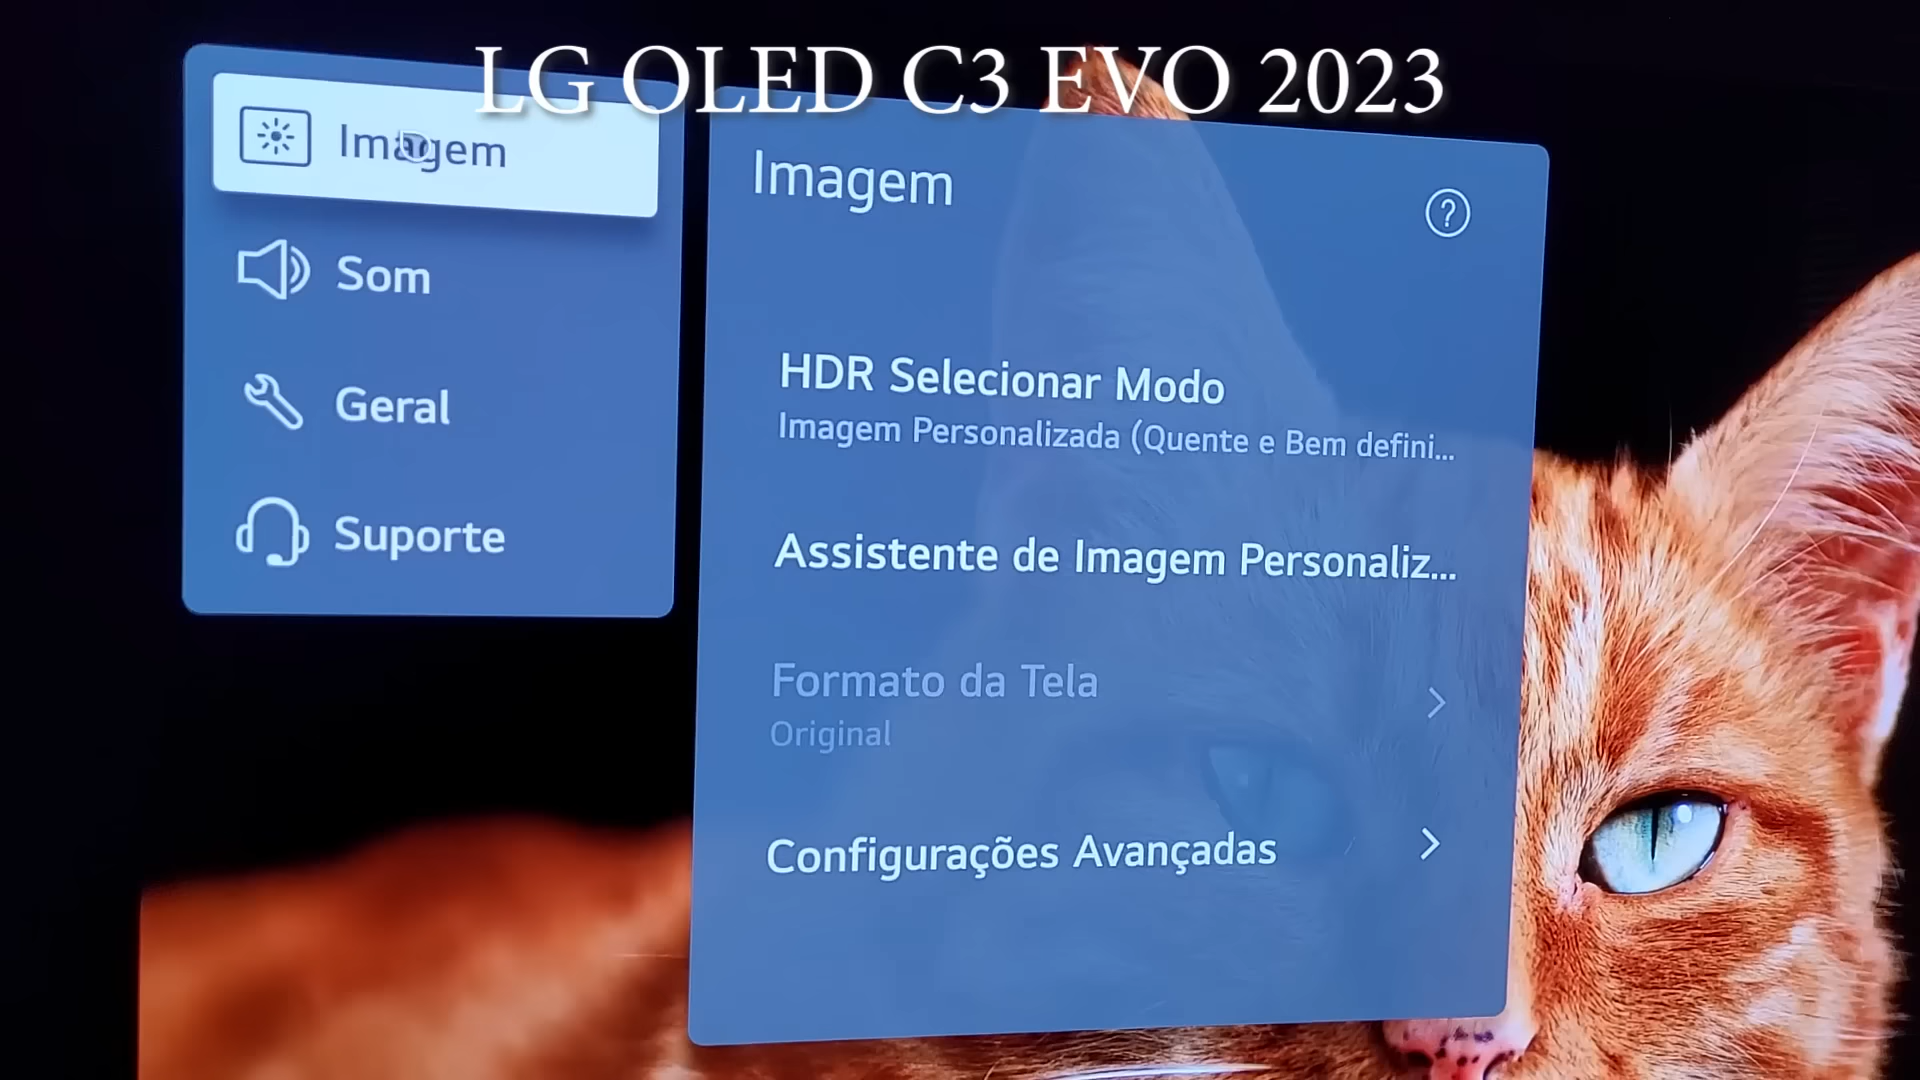 LG OLED C3 EVO 2023
Imagem
Som
Geral
Suporte
Imagem
HDR Selecionar Modo
Imagem Personalizada (Quente e Bem defini...
Assistente de Imagem Personaliz...
Formato da Tela
Original
Configurações Avançadas